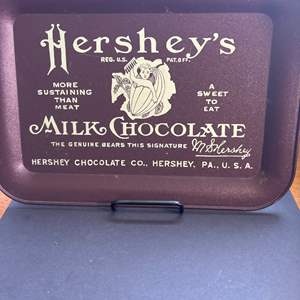 Hershey's
REG. U.S. PAT. OFF.
MORE
SUSTAINING
THAN
MEAT
A
SWEET
TO
EAT
MILK CHOCOLATE
THE GENUINE BEARS THIS SIGNATURE M.S. Hershey
HERSHEY CHOCOLATE CO., HERSHEY, PA., U.S.A.